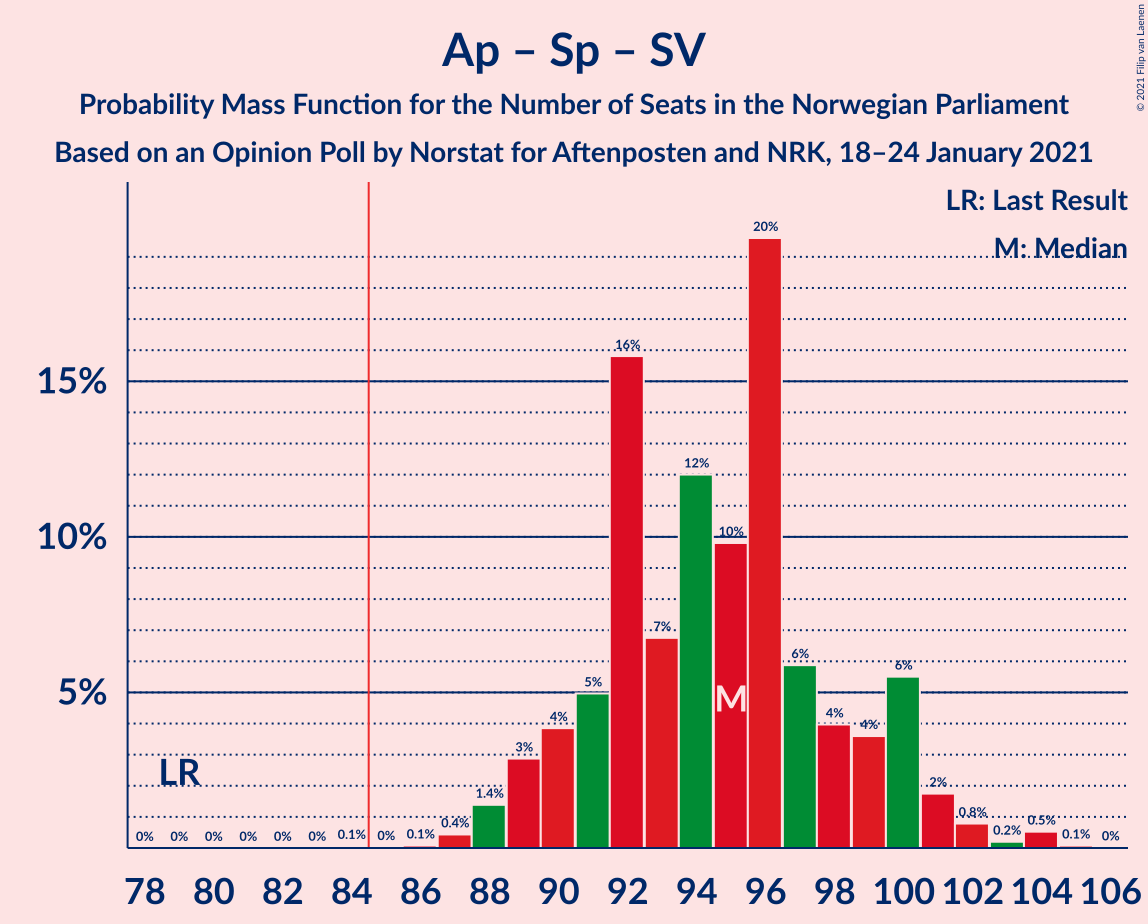 Ap – Sp – SV
Probability Mass Function for the Number of Seats in the Norwegian Parliament
Based on an Opinion Poll by Norstat for Aftenposten and NRK, 18–24 January 2021
© 2021 Filip van Laenen
LR: Last Result
M: Median
15%
10%
5%
0% 0% 0% 0% 0% 0% 0.1% 0% 0.1% 0.4% 1.4% 3% 4% 5% 16% 7% 12% 10% 20% 6% 4% 4% 6% 2% 0.8% 0.2% 0.5% 0.1% 0%
LR
M
78 80 82 84 86 88 90 92 94 96 98 100 102 104 106